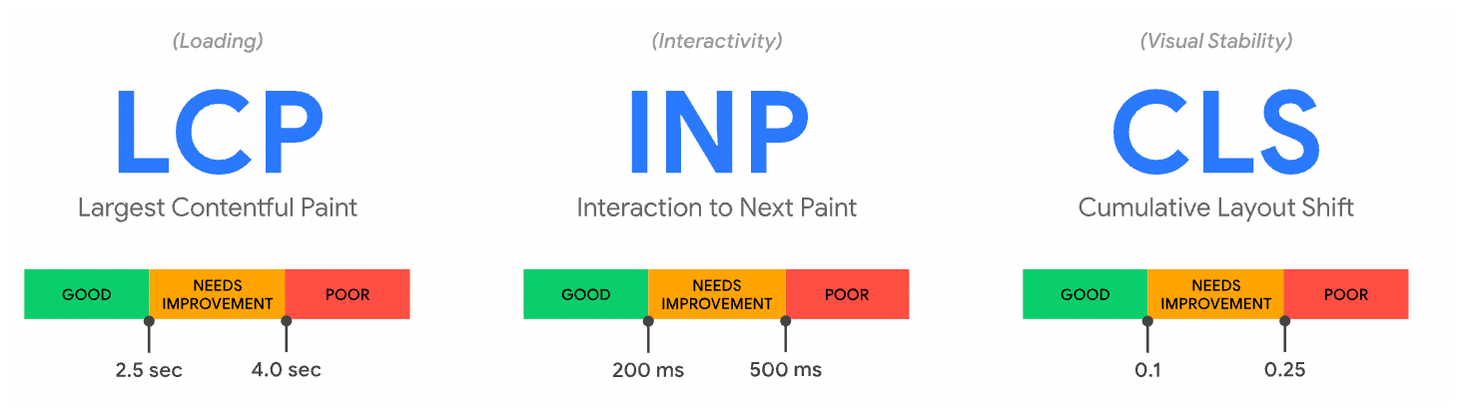 (Loading)
LCP
Largest Contentful Paint
GOOD
NEEDS
IMPROVEMENT
POOR
2.5 sec
4.0 sec
(Interactivity)
INP
Interaction to Next Paint
GOOD
NEEDS
IMPROVEMENT
POOR
200 ms
500 ms
(Visual Stability)
CLS
Cumulative Layout Shift
GOOD
NEEDS
IMPROVEMENT
POOR
0.1
0.25